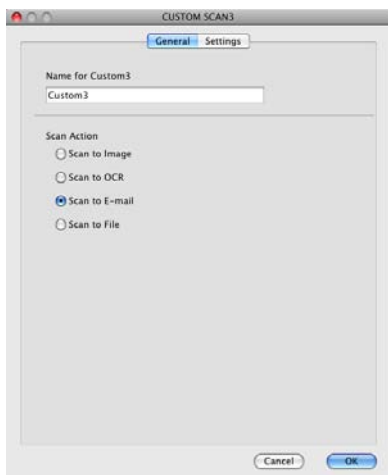 CUSTOM SCAN3
General Settings
Name for Custom3
Custom3
Scan Action
Scan to Image
Scan to OCR
Scan to E-mail
Scan to File
Cancel OK